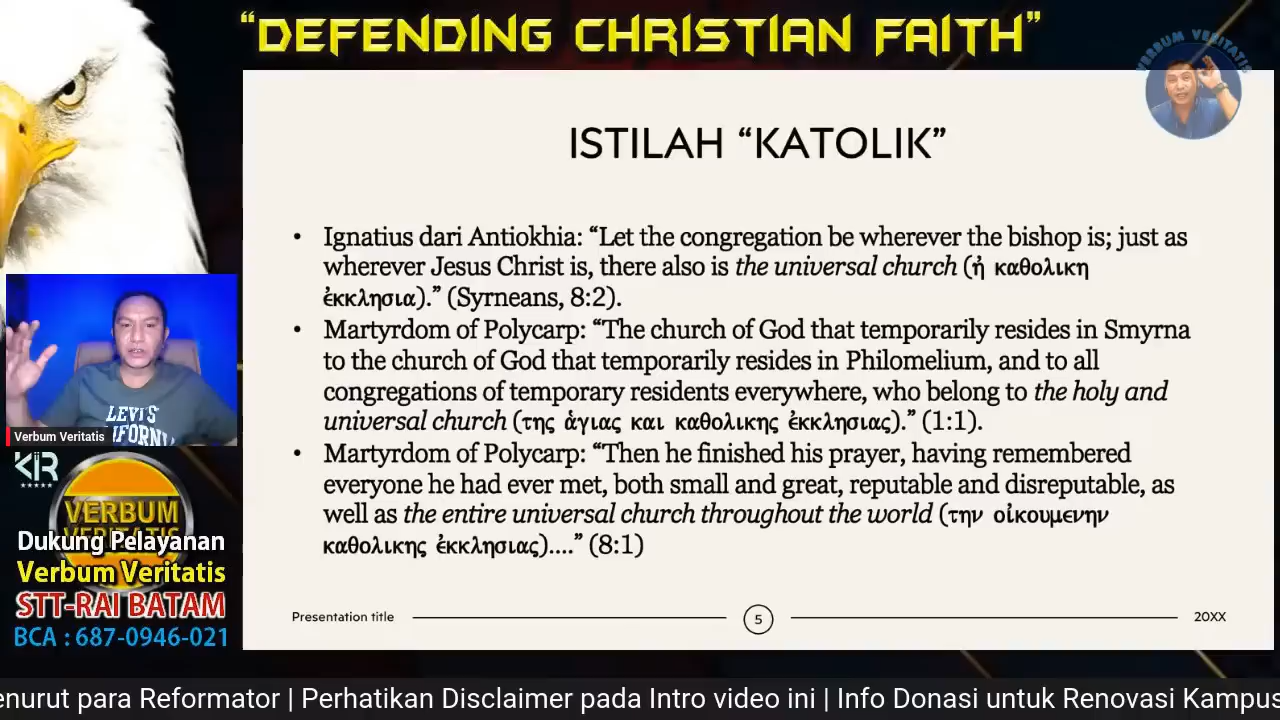 “DEFENDING CHRISTIAN FAITH”
VERBUM VERITATIS
ISTILAH “KATOLIK”
• Ignatius dari Antiokhia: “Let the congregation be wherever the bishop is; just as
wherever Jesus Christ is, there also is the universal church (ἡ καθολικη
ἐκκλησια).” (Syrneans, 8:2).
• Martyrdom of Polycarp: “The church of God that temporarily resides in Smyrna
to the church of God that temporarily resides in Philomelium, and to all
congregations of temporary residents everywhere, who belong to the holy and
universal church (της ἁγιας και καθολικης ἐκκλησιας).” (1:1).
• Martyrdom of Polycarp: “Then he finished his prayer, having remembered
everyone he had ever met, both small and great, reputable and disreputable, as
well as the entire universal church throughout the world (την οἰκουμενην
καθολικης ἐκκλησιας)....” (8:1)
Presentation title
5
20XX
LEVI'S
Verbum Veritatis
KIR
VERBUM
VERITATIS
Dukung Pelayanan
Verbum Veritatis
STT-RAI BATAM
BCA : 687-0946-021
enurut para Reformator | Perhatikan Disclaimer pada Intro video ini | Info Donasi untuk Renovasi Kampus